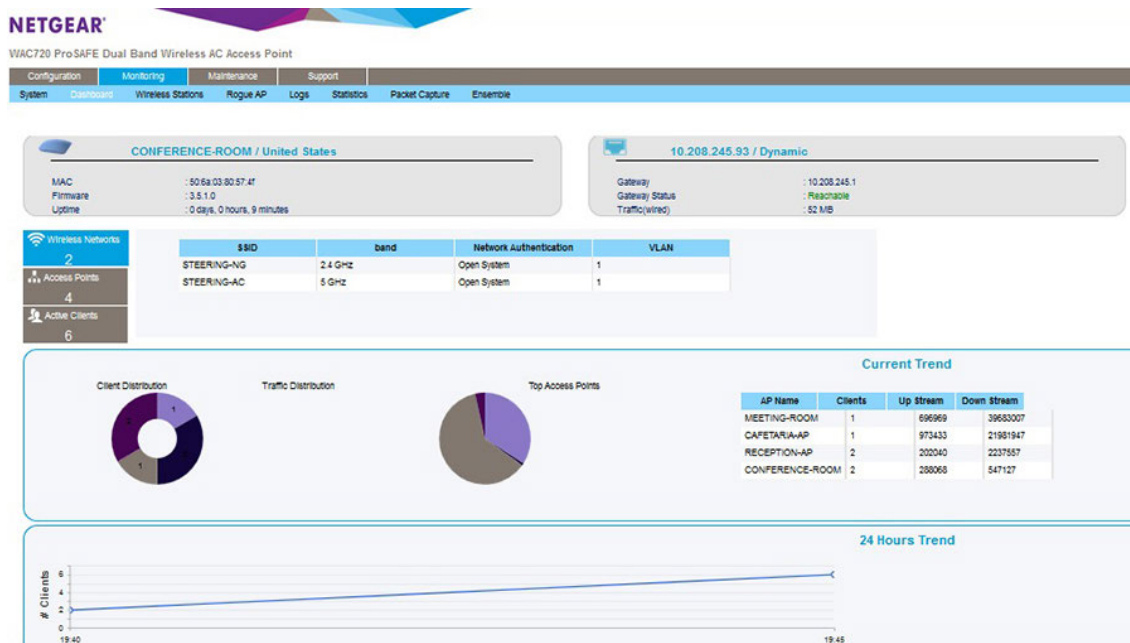 NETGEAR®
WAC720 ProSAFE Dual Band Wireless AC Access Point
Configuration Monitoring Maintenance Support
System Dashboard Wireless Stations Rogue AP Logs Statistics Packet Capture Ensemble
CONFERENCE-ROOM / United States
MAC : 50:6a:03:80:57:4f
Firmware : 3.5.1.0
Uptime : 0 days, 0 hours, 9 minutes
10.208.245.93 / Dynamic
Gateway : 10.208.245.1
Gateway Status : Reachable
Traffic(wired) : 52 MB
Wireless Networks
2
Access Points
4
Active Clients
6
SSID band Network Authentication VLAN
STEERING-NG 2.4 GHz Open System 1
STEERING-AC 5 GHz Open System 1
Current Trend
Client Distribution Traffic Distribution Top Access Points
1
1
AP Name Clients Up Stream Down Stream
MEETING-ROOM 1 696969 39683007
CAFETARIA-AP 1 973433 21981947
RECEPTION-AP 2 202040 2237557
CONFERENCE-ROOM 2 288068 547127
24 Hours Trend
# Clients
6
4
2
0
19:40 19:45